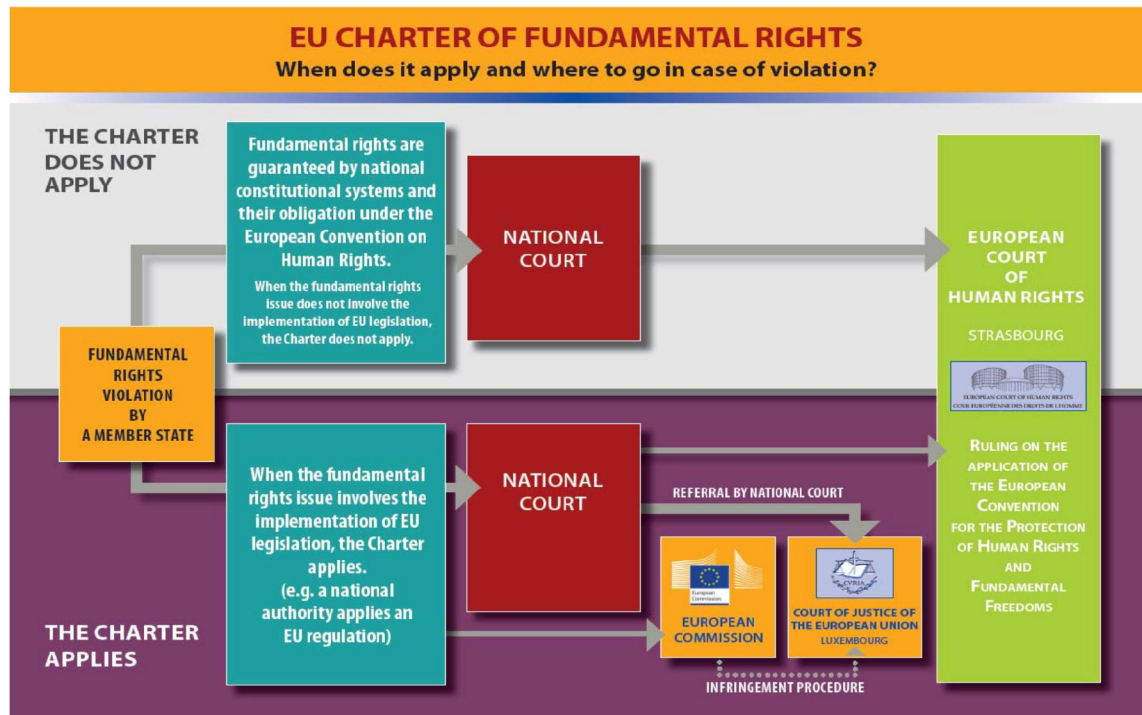 EU CHARTER OF FUNDAMENTAL RIGHTS
When does it apply and where to go in case of violation?
THE CHARTER
DOES NOT
APPLY
Fundamental rights are
guaranteed by national
constitutional systems and
their obligation under the
European Convention on
Human Rights.
When the fundamental rights
issue does not involve the
implementation of EU legislation,
the Charter does not apply.
NATIONAL
COURT
EUROPEAN
COURT
OF
HUMAN RIGHTS
STRASBOURG
EUROPEAN COURT OF HUMAN RIGHTS
COUR EUROPÉENNE DES DROITS DE L'HOMME
RULING ON THE
APPLICATION OF
THE EUROPEAN
CONVENTION
FOR THE PROTECTION
OF HUMAN RIGHTS
AND
FUNDAMENTAL
FREEDOMS
FUNDAMENTAL
RIGHTS
VIOLATION
BY
A MEMBER STATE
THE CHARTER
APPLIES
When the fundamental
rights issue involves the
implementation of EU
legislation, the Charter
applies.
(e.g. a national
authority applies an
EU regulation)
NATIONAL
COURT
REFERRAL BY NATIONAL COURT
European
Commission
EUROPEAN
COMMISSION
CVRIA
COURT OF JUSTICE OF
THE EUROPEAN UNION
LUXEMBOURG
INFRINGEMENT PROCEDURE